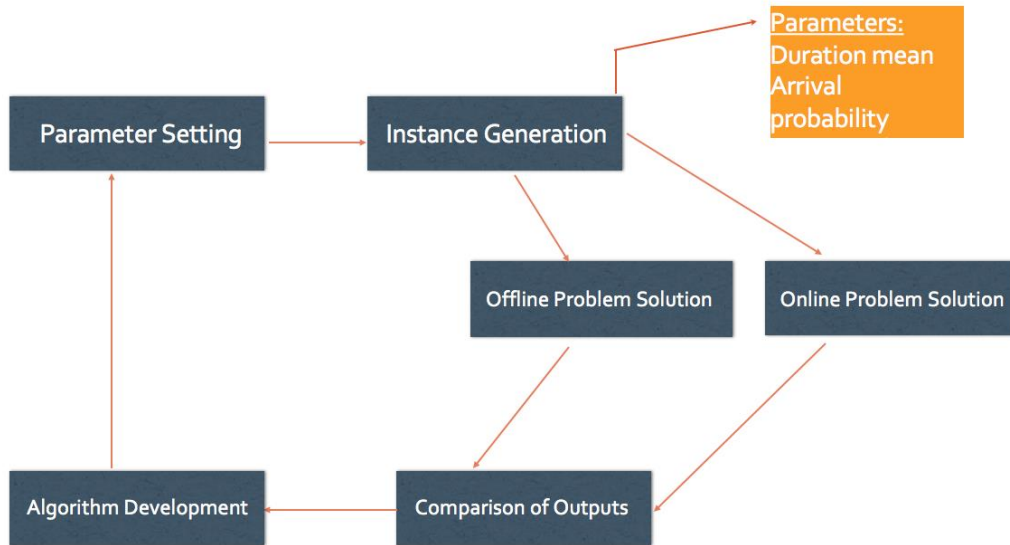 Parameters:
Duration mean
Arrival
probability
Parameter Setting
Instance Generation
Offline Problem Solution
Online Problem Solution
Algorithm Development
Comparison of Outputs